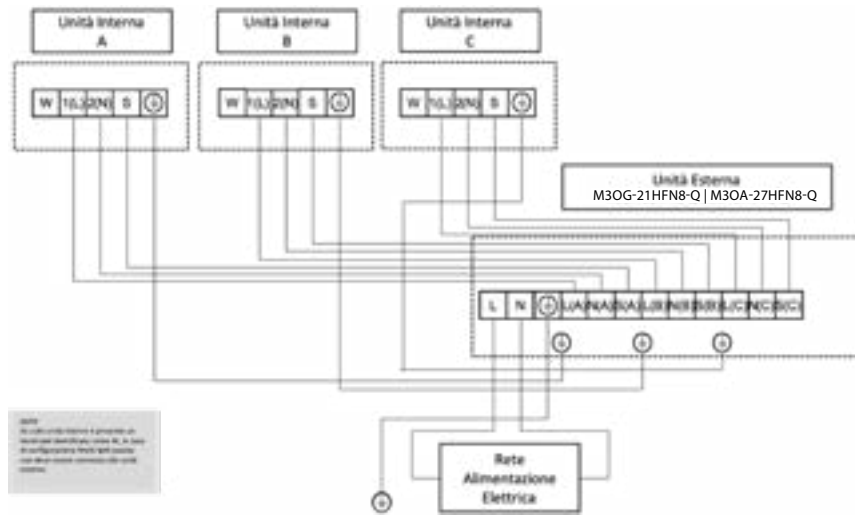 Unità Interna
A
Unità Interna
B
Unità Interna
C
W 1(L) 2(N) S
W 1(L) 2(N) S
W 1(L) 2(N) S
Unità Esterna
M3OG-21HFN8-Q | M3OA-27HFN8-Q
L N L(A) N(A) S(A) L(B) N(B) S(B) L(C) N(C) S(C)
Rete
Alimentazione
Elettrica